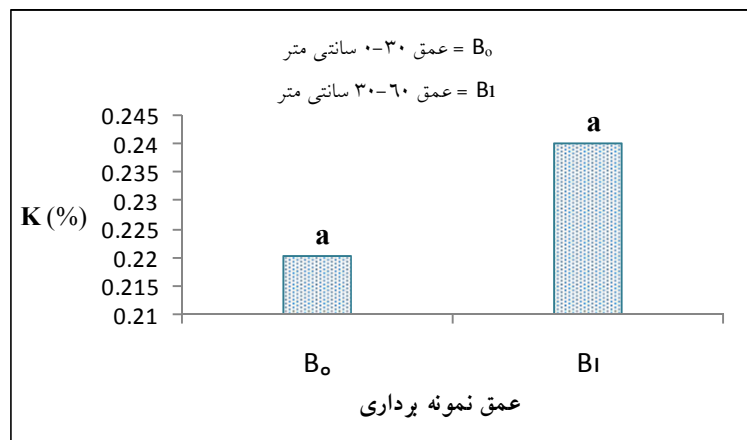 B₀ = عمق ۳۰-۰ سانتی متر
B1 = عمق ٦۰-۳۰ سانتی متر
0.245
0.24
0.235
0.23
0.225
0.22
0.215
0.21
K (%)
a
a
B₀
B1
عمق نمونه برداری